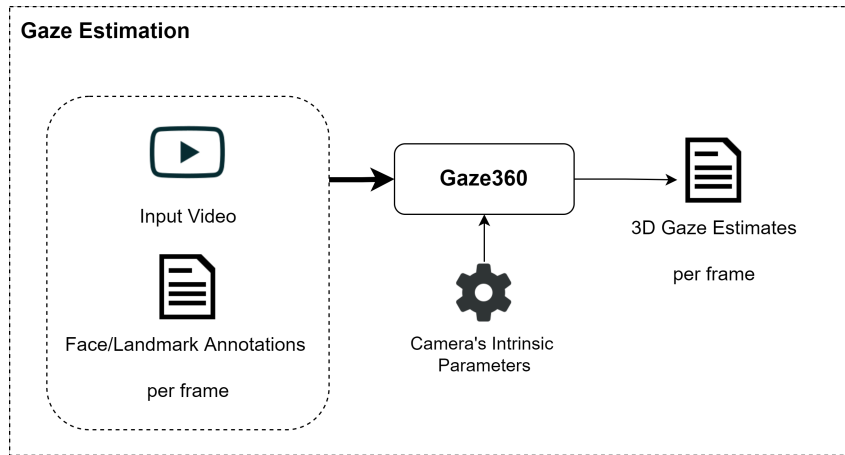 Gaze Estimation
Input Video
Face/Landmark Annotations
per frame
Gaze360
Camera's Intrinsic
Parameters
3D Gaze Estimates
per frame